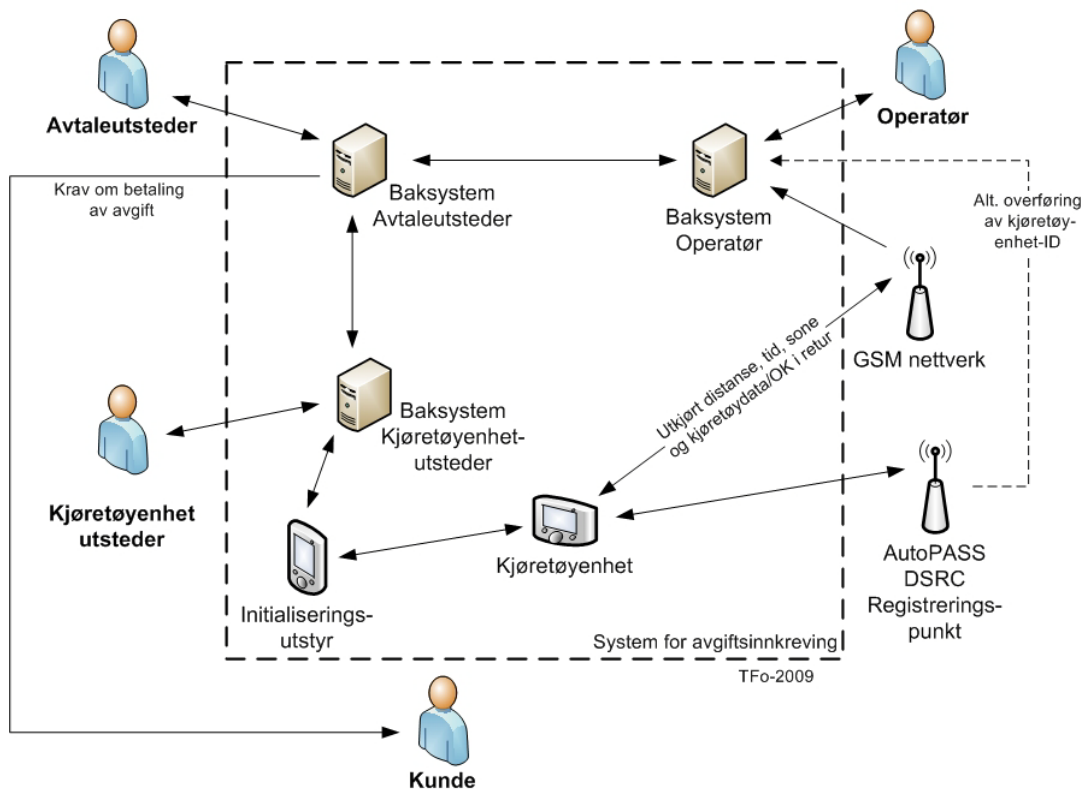 Avtaleutsteder
Operatør
Krav om betaling
av avgift
Baksystem
Avtaleutsteder
Baksystem
Operatør
Alt. overføring
av kjøretøy-
enhet-ID
GSM nettverk
Utkjørt distanse, tid, sone
og kjøretøydata/OK i retur
Baksystem
Kjøretøyenhet-
utsteder
Kjøretøyenhet
utsteder
Kjøretøyenhet
AutoPASS
DSRC
Registrerings-
punkt
Initialiserings-
utstyr
System for avgiftsinnkreving
TFo-2009
Kunde